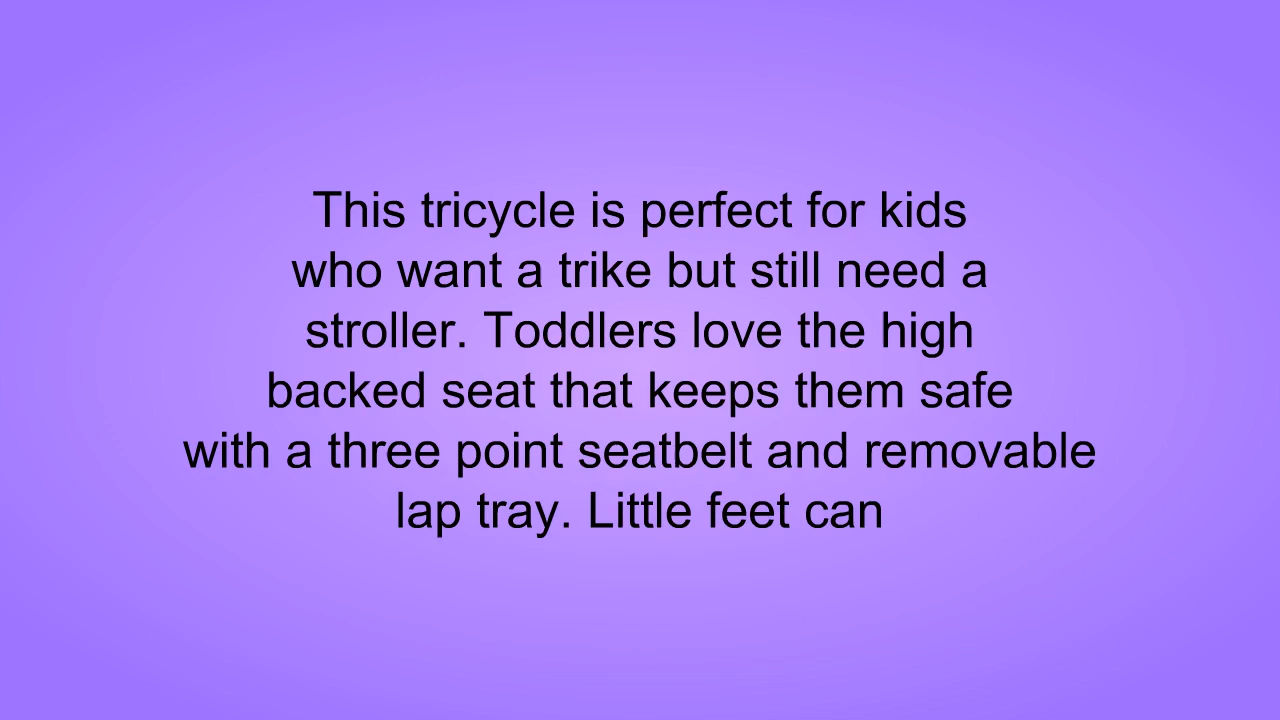 This tricycle is perfect for kids
who want a trike but still need a
stroller. Toddlers love the high
backed seat that keeps them safe
with a three point seatbelt and removable
lap tray. Little feet can